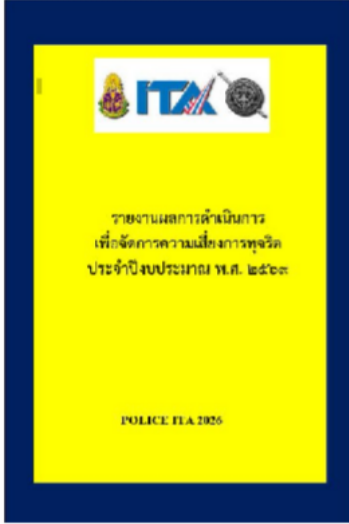 ITA
รายงานผลการดำเนินการ
เพื่อจัดการความเสี่ยงการทุจริต
ประจำปีงบประมาณ พ.ศ. ๒๕๖๙
POLICE ITA 2026